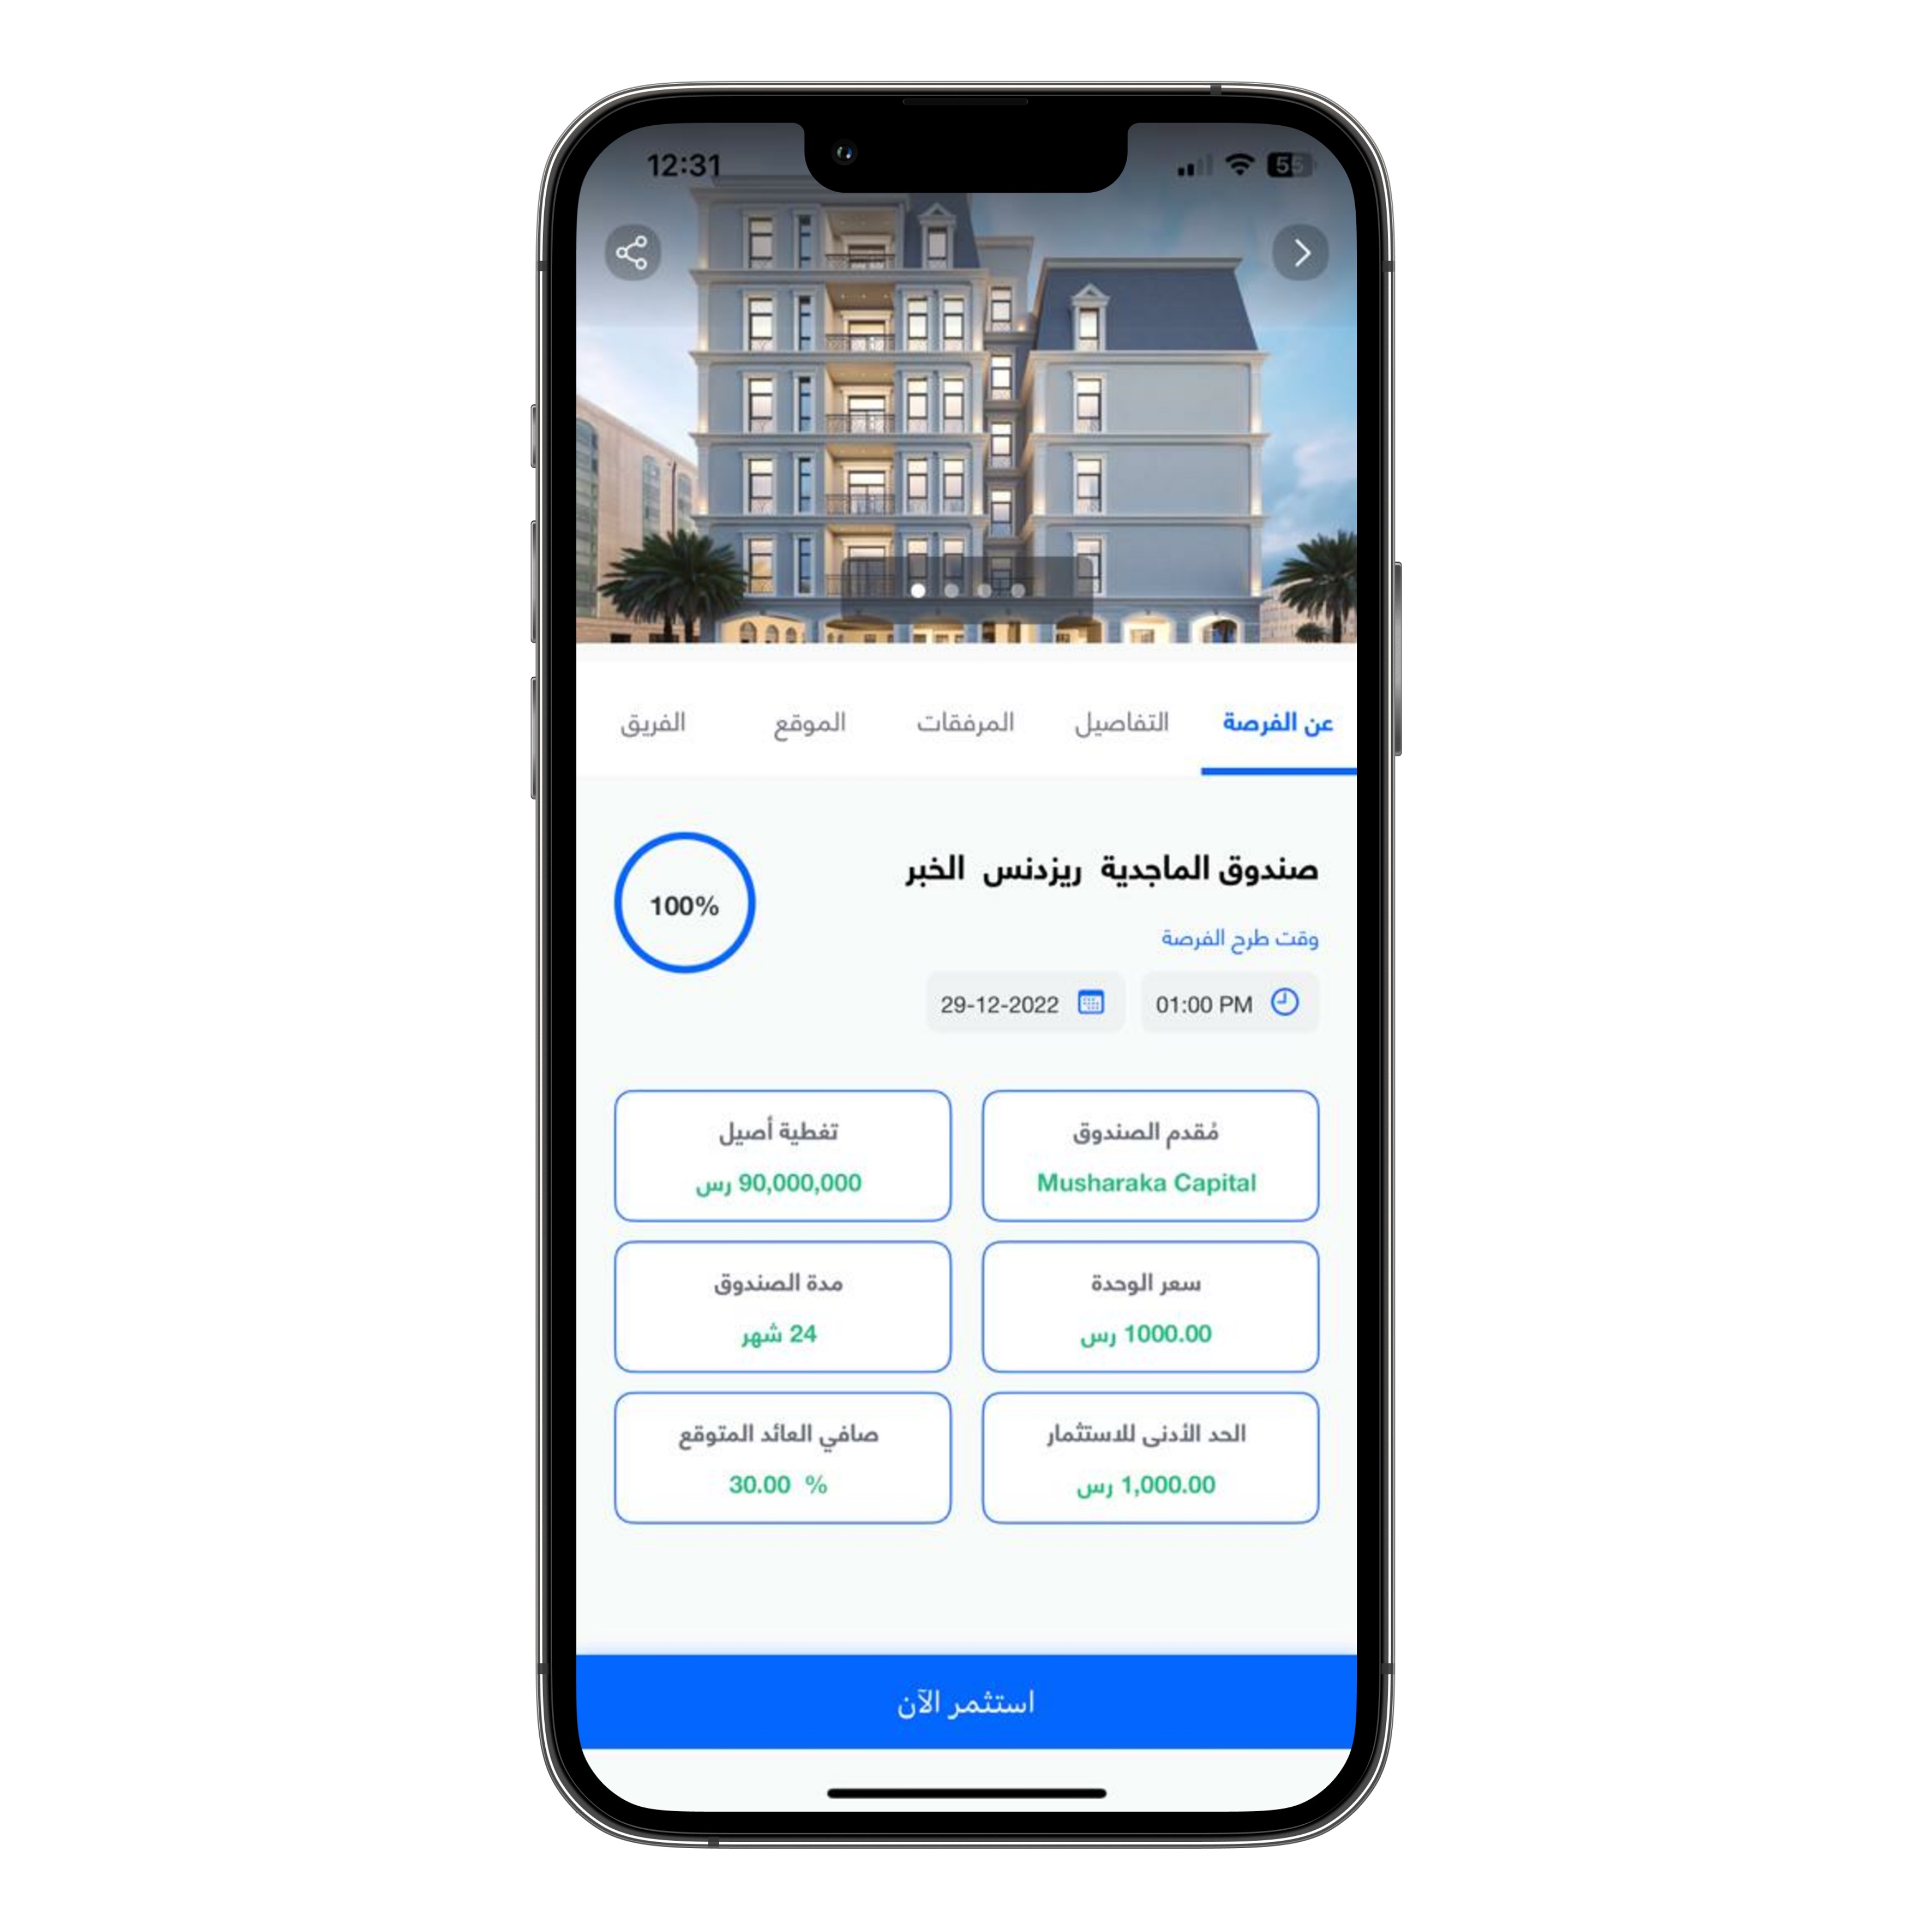 12:31
55
عن الفرصة
التفاصيل
المرفقات
الموقع
الفريق
صندوق الماجدية ريزدنس الخبر
100%
وقت طرح الفرصة
01:00 PM
29-12-2022
مُقدم الصندوق
Musharaka Capital
تغطية أصيل
90,000,000 رس
سعر الوحدة
1000.00 رس
مدة الصندوق
24 شهر
الحد الأدنى للاستثمار
1,000.00 رس
صافي العائد المتوقع
30.00 %
استثمر الآن